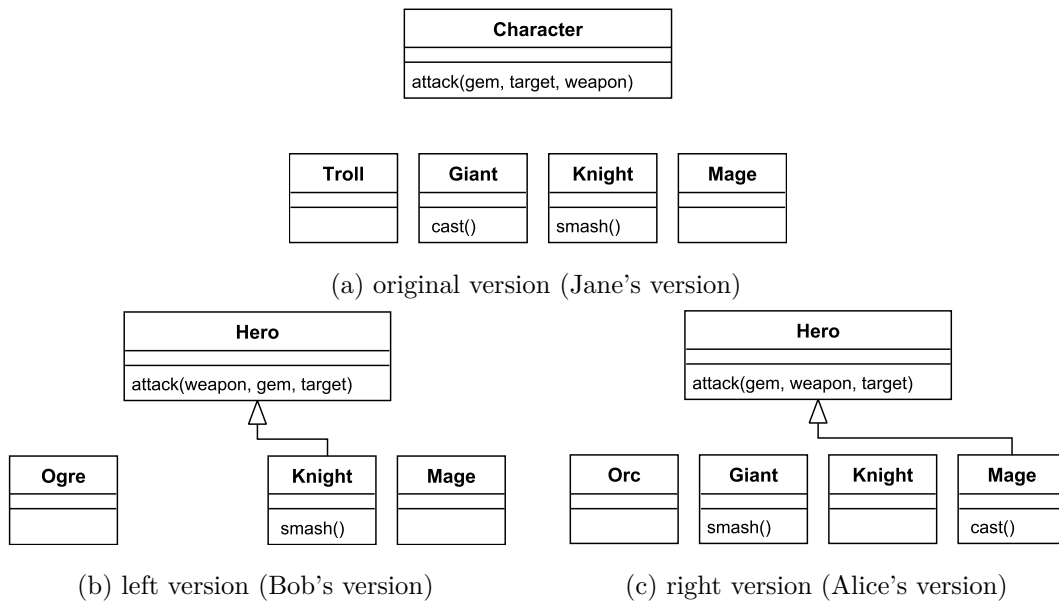 Character
attack(gem, target, weapon)
Troll Giant Knight Mage
cast() smash()
(a) original version (Jane's version)
Hero
attack(weapon, gem, target)
Ogre Knight Mage
smash()
(b) left version (Bob's version)
Hero
attack(gem, weapon, target)
Orc Giant Knight Mage
smash() cast()
(c) right version (Alice's version)